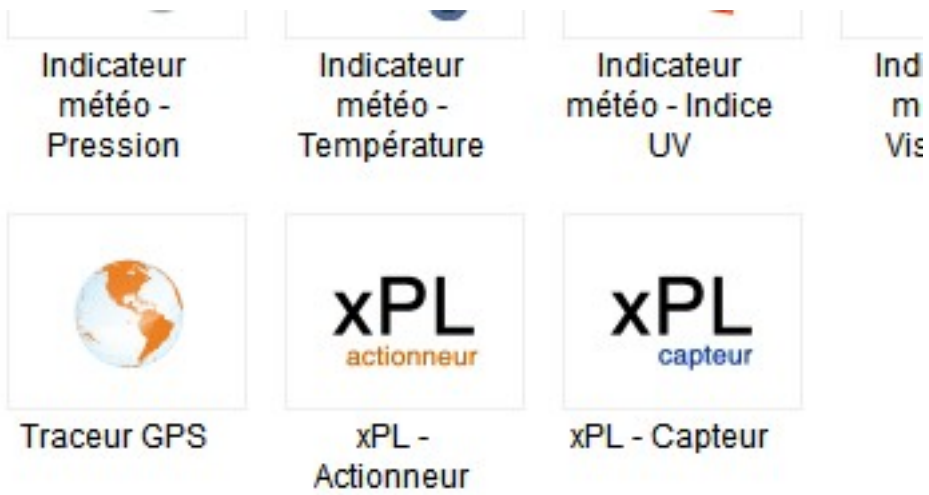 Indicateur
météo -
Pression
Indicateur
météo -
Température
Indicateur
météo - Indice
UV
xPL
actionneur
xPL
capteur
Traceur GPS
xPL -
Actionneur
xPL - Capteur